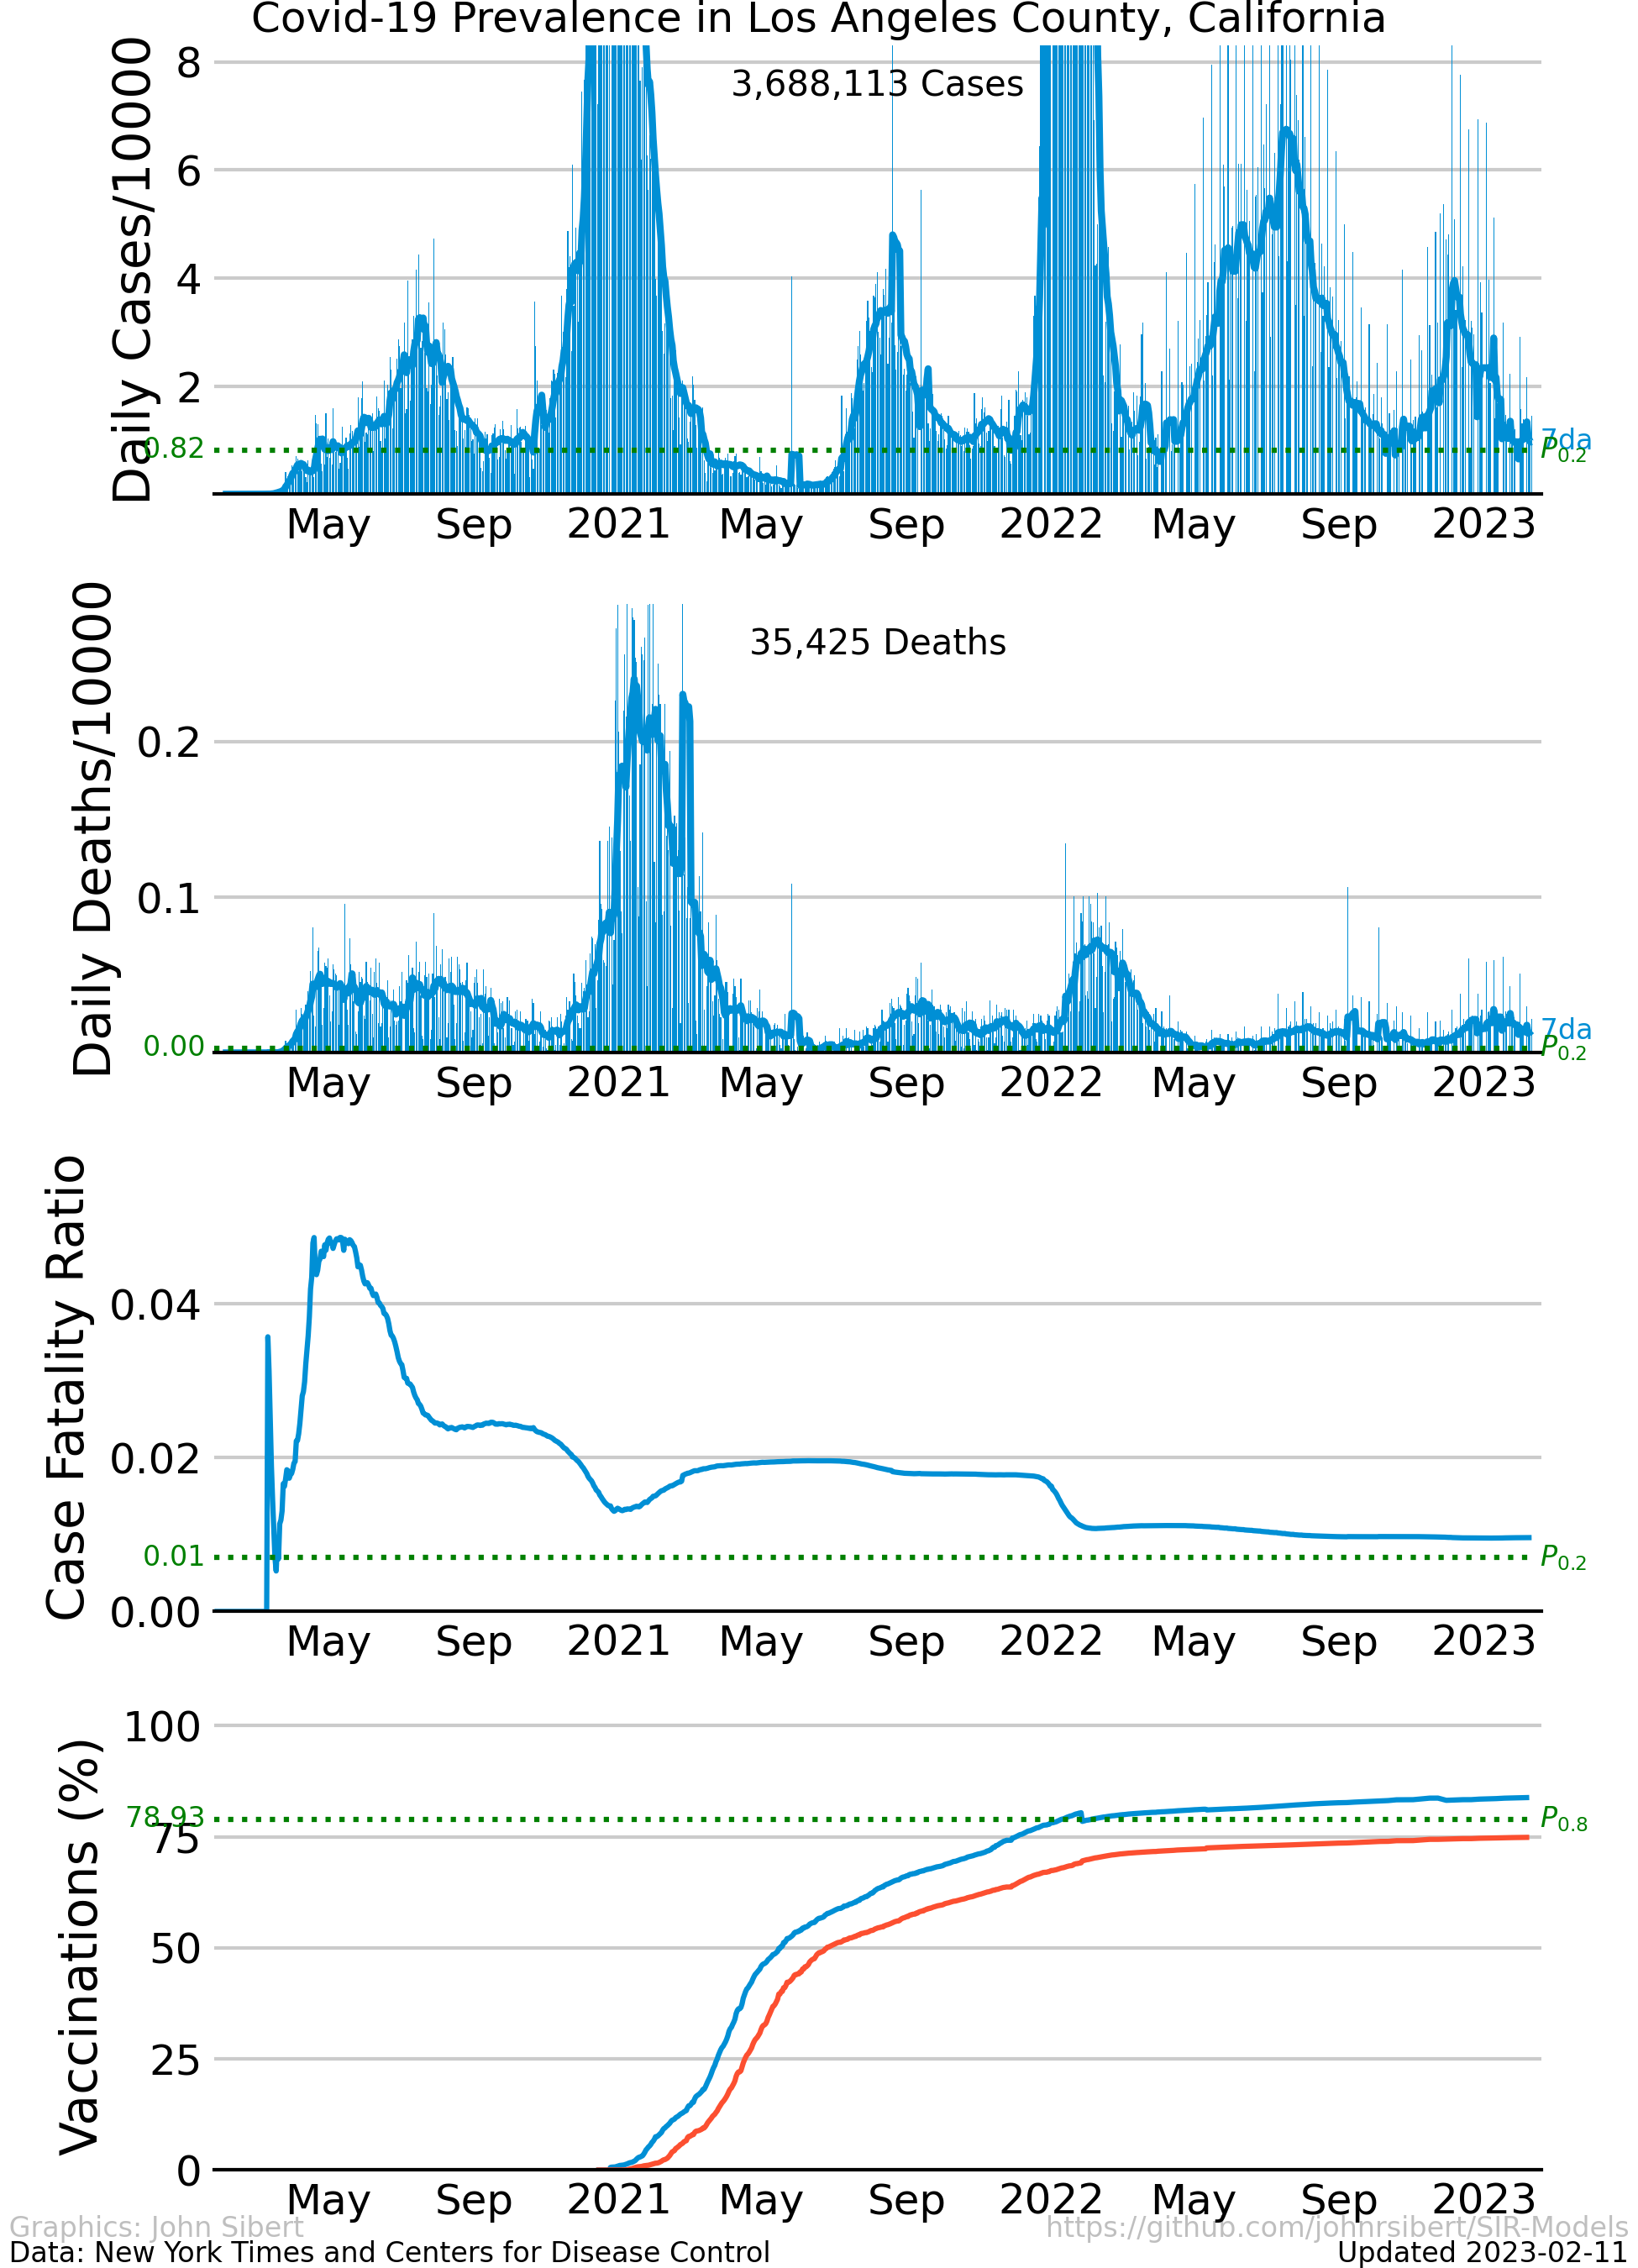 Covid-19 Prevalence in Los Angeles County, California
Daily Cases/10000
8
6
4
2
0.82
3,688,113 Cases
7da
P0.2
May Sep 2021 May Sep 2022 May Sep 2023
Daily Deaths/10000
0.2
0.1
0.00
35,425 Deaths
7da
P0.2
May Sep 2021 May Sep 2022 May Sep 2023
Case Fatality Ratio
0.04
0.02
0.01
0.00
P0.2
May Sep 2021 May Sep 2022 May Sep 2023
Vaccinations (%)
100
78.93
75
50
25
0
P0.8
May Sep 2021 May Sep 2022 May Sep 2023
Graphics: John Sibert
https://github.com/johnrsibert/SIR-Models
Data: New York Times and Centers for Disease Control
Updated 2023-02-11